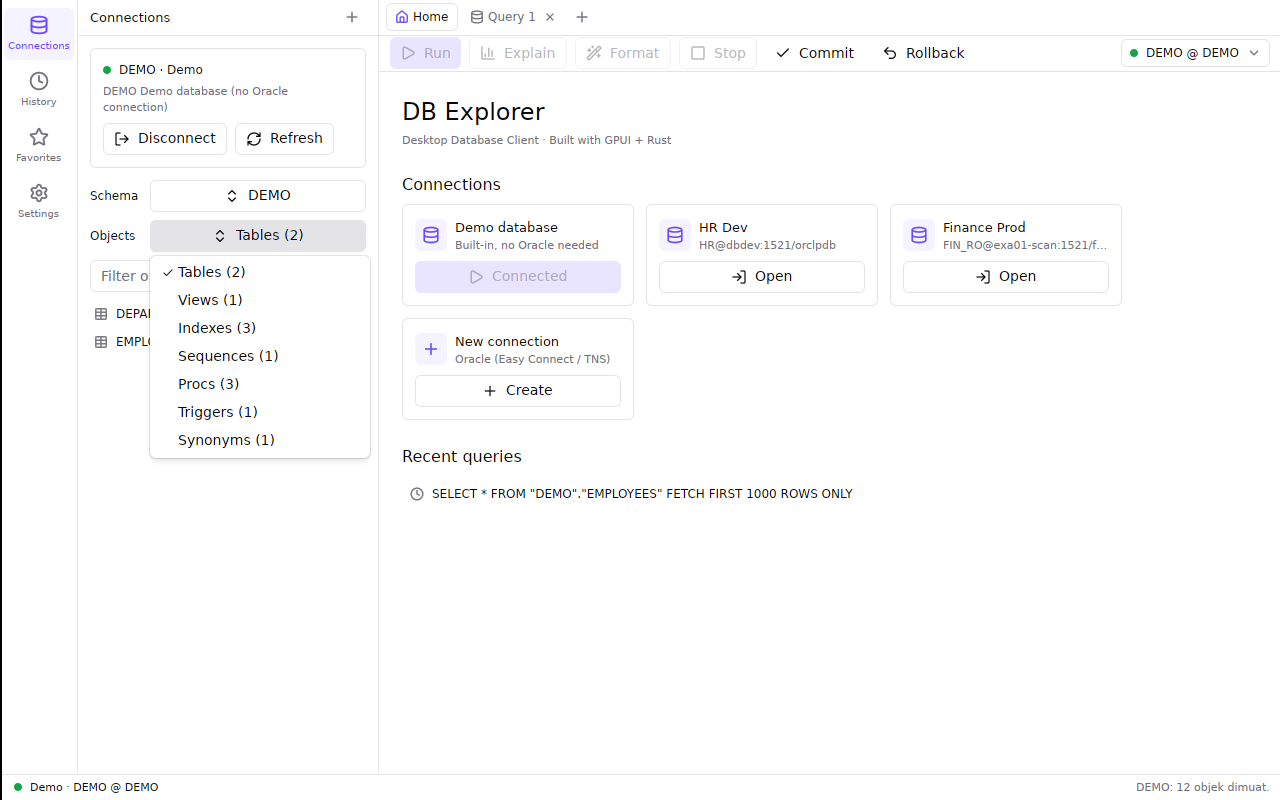 Connections
History
Favorites
Settings
Connections
DEMO · Demo
DEMO Demo database (no Oracle
connection)
Disconnect
Refresh
Schema
DEMO
Objects
Tables (2)
Filter o
Tables (2)
Views (1)
Indexes (3)
Sequences (1)
Procs (3)
Triggers (1)
Synonyms (1)
Home
Query 1
Run
Explain
Format
Stop
Commit
Rollback
DEMO @ DEMO
DB Explorer
Desktop Database Client · Built with GPUI + Rust
Connections
Demo database
Built-in, no Oracle needed
Connected
HR Dev
HR@dbdev:1521/orclpdb
Open
Finance Prod
FIN_RO@exa01-scan:1521/f...
Open
New connection
Oracle (Easy Connect / TNS)
Create
Recent queries
SELECT * FROM "DEMO"."EMPLOYEES" FETCH FIRST 1000 ROWS ONLY
Demo · DEMO @ DEMO
DEMO: 12 objek dimuat.